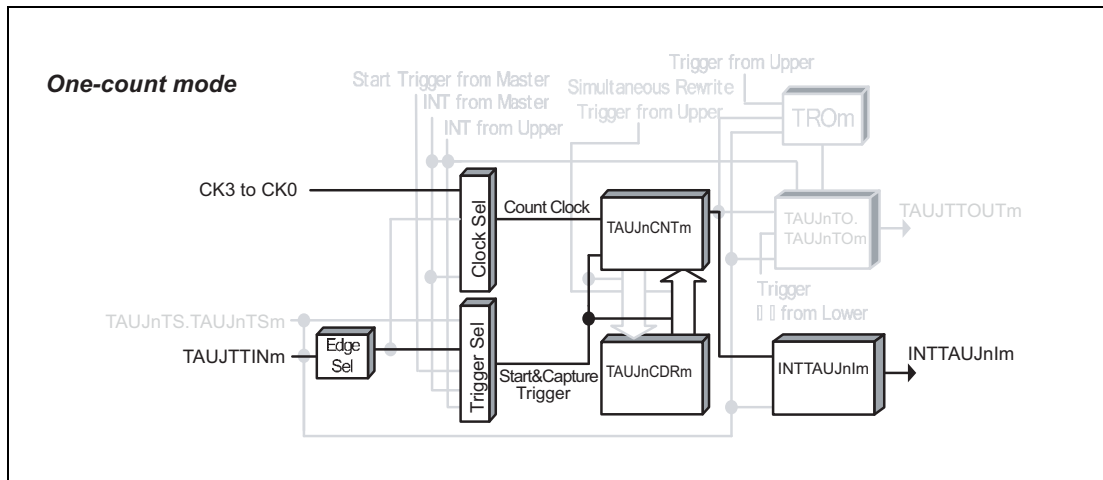 One-count mode
Trigger from Upper
Start Trigger from Master
Simultaneous Rewrite
INT from Master
Trigger from Upper
INT from Upper
TROm
CK3 to CK0
Clock Sel
Count Clock
TAUJnCNTm
TAUJnTO.
TAUJnTOm
TAUJTTOUTm
Trigger
from Lower
TAUJnTS.TAUJnTSm
TAUJTTINm
Edge
Sel
Trigger Sel
Start&Capture
Trigger
TAUJnCDRm
INTTAUJnIm
INTTAUJnIm